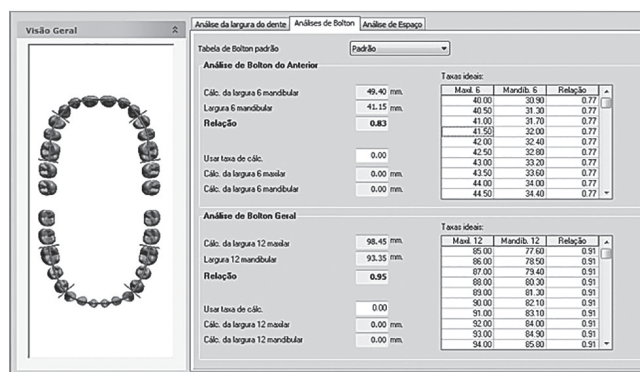 Visão Geral
Análise da largura do dente Análises de Bolton Análise de Espaço
Tabela de Bolton padrão Padrão
Análise de Bolton do Anterior
Taxas ideais:
Cálc. da largura 6 mandibular 49.40 mm.
Largura 6 mandibular 41.15 mm.
Relação 0.83
Usar taxa de cálc. 0.00
Cálc. da largura 6 maxilar 0.00 mm.
Cálc. da largura 6 mandibular 0.00 mm.
Maxil. 6 Mandíb. 6 Relação
40.00 30.90 0.77
40.50 31.30 0.77
41.00 31.70 0.77
41.50 32.00 0.77
42.00 32.40 0.77
42.50 32.80 0.77
43.00 33.20 0.77
43.50 33.60 0.77
44.00 34.00 0.77
44.50 34.40 0.77
Análise de Bolton Geral
Taxas ideais:
Cálc. da largura 12 maxilar 98.45 mm.
Largura 12 mandibular 93.35 mm.
Relação 0.95
Usar taxa de cálc. 0.00
Cálc. da largura 12 maxilar 0.00 mm.
Cálc. da largura 12 mandibular 0.00 mm.
Maxil. 12 Mandíb. 12 Relação
85.00 77.60 0.91
86.00 78.50 0.91
87.00 79.40 0.91
88.00 80.30 0.91
89.00 81.30 0.91
90.00 82.10 0.91
91.00 83.10 0.91
92.00 84.00 0.91
93.00 84.90 0.91
94.00 85.80 0.91